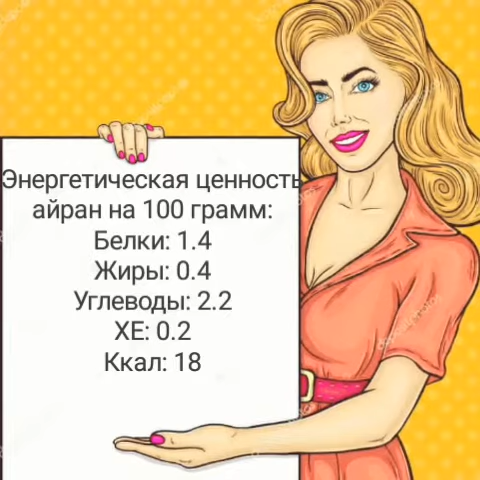 Энергетическая ценность
айран на 100 грамм:
Белки: 1.4
Жиры: 0.4
Углеводы: 2.2
ХЕ: 0.2
Ккал: 18